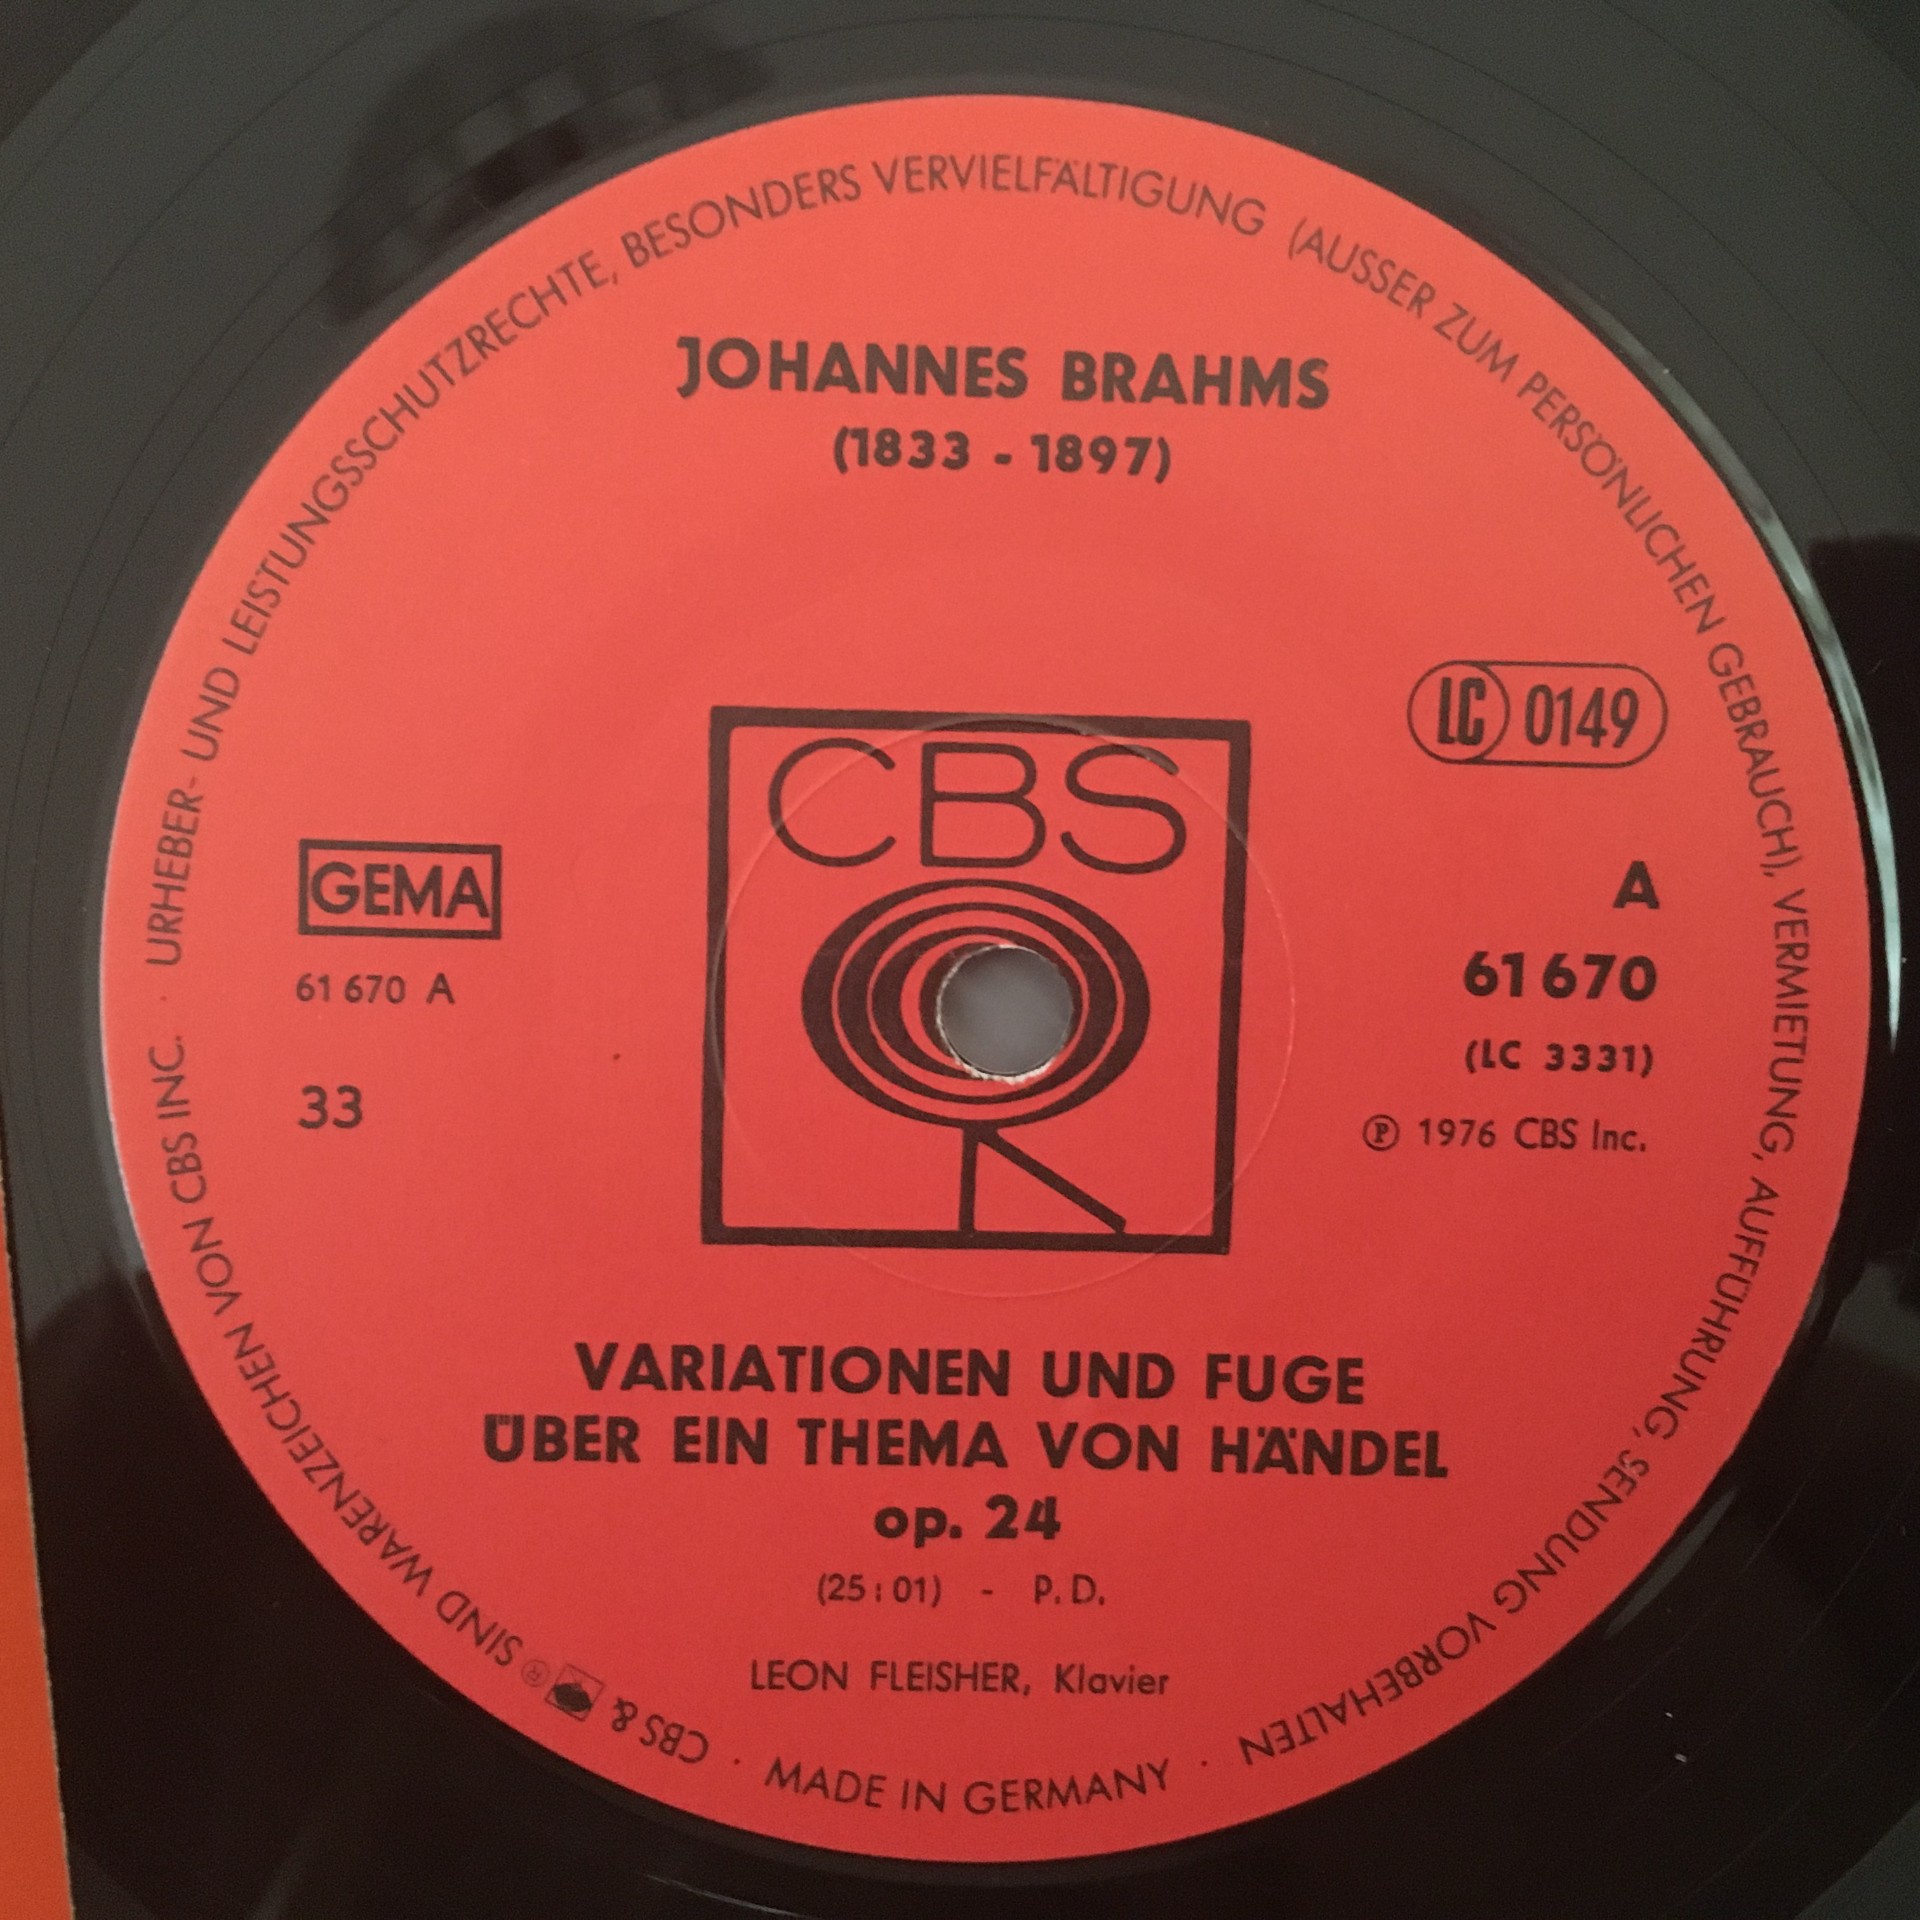 URHEBER- UND LEISTUNGSSCHUTZRECHTE, BESONDERS VERVIELFÄLTIGUNG (AUSSER ZUM PERSÖNLICHEN GEBRAUCH), VERMIETUNG, AUFFÜHRUNG, SENDUNG VORBEHALTEN ·
JOHANNES BRAHMS
(1833 - 1897)
CBS
LC 0149
GEMA
61 670 A
33
A
61 670
(LC 3331)
℗ 1976 CBS Inc.
VARIATIONEN UND FUGE
ÜBER EIN THEMA VON HÄNDEL
op. 24
(25:01) - P.D.
LEON FLEISHER, Klavier
MADE IN GERMANY ·
CBS & ® SIND WARENZEICHEN VON CBS INC. ·